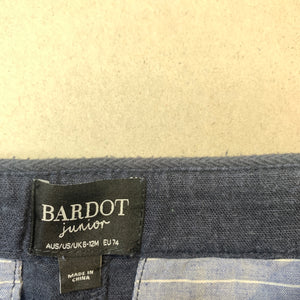 BARDOT
junior
AUS/US/UK 6-12M EU 74
MADE IN
CHINA